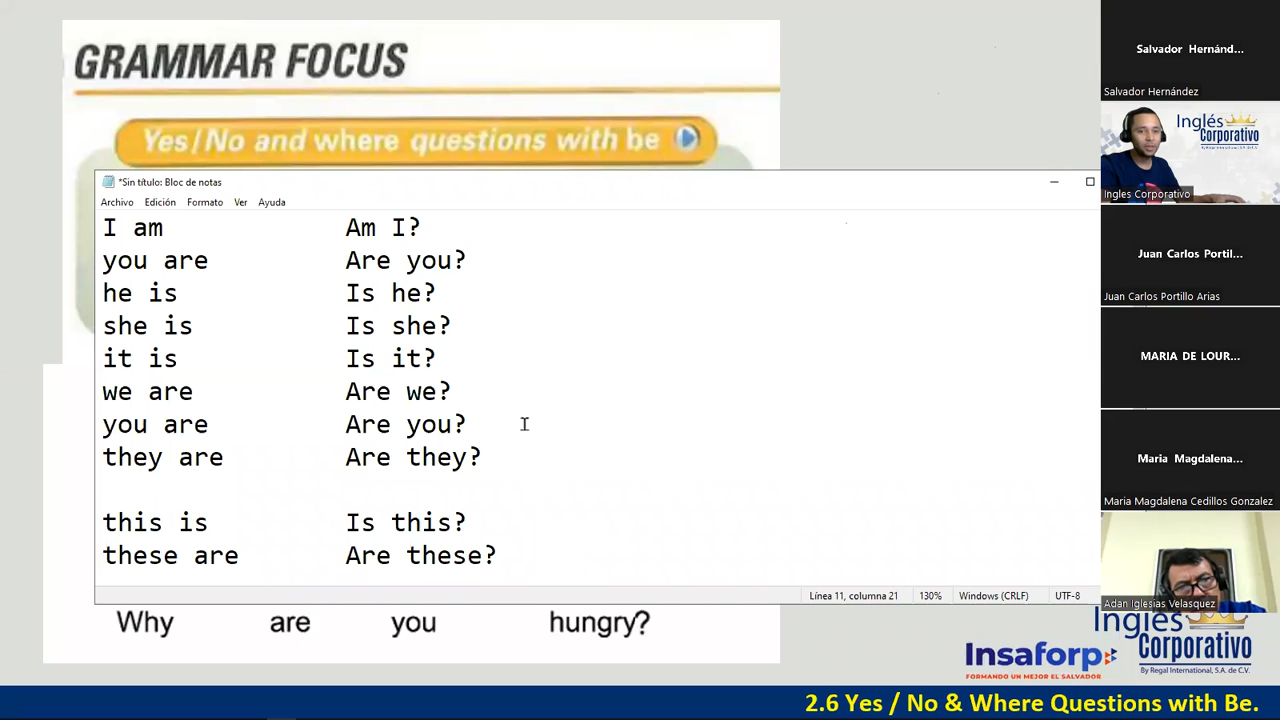 GRAMMAR FOCUS
Yes/No and where questions with be
*Sin título: Bloc de notas
Archivo Edición Formato Ver Ayuda
I am Am I?
you are Are you?
he is Is he?
she is Is she?
it is Is it?
we are Are we?
you are Are you?
they are Are they?
this is Is this?
these are Are these?
Línea 11, columna 21 130% Windows (CRLF) UTF-8
Why are you hungry?
Salvador Hernánd...
Salvador Hernández
Inglés
Corporativo
By Regal International, S.A. de C.V.
Ingles Corporativo
Juan Carlos Portil...
Juan Carlos Portillo Arias
MARIA DE LOUR...
Maria Magdalena...
Maria Magdalena Cedillos Gonzalez
Adan Iglesias Velasquez
Insaforp
FORMANDO UN MEJOR EL SALVADOR
Inglés
Corporativo
By Regal International, S.A. de C.V.
2.6 Yes / No & Where Questions with Be.